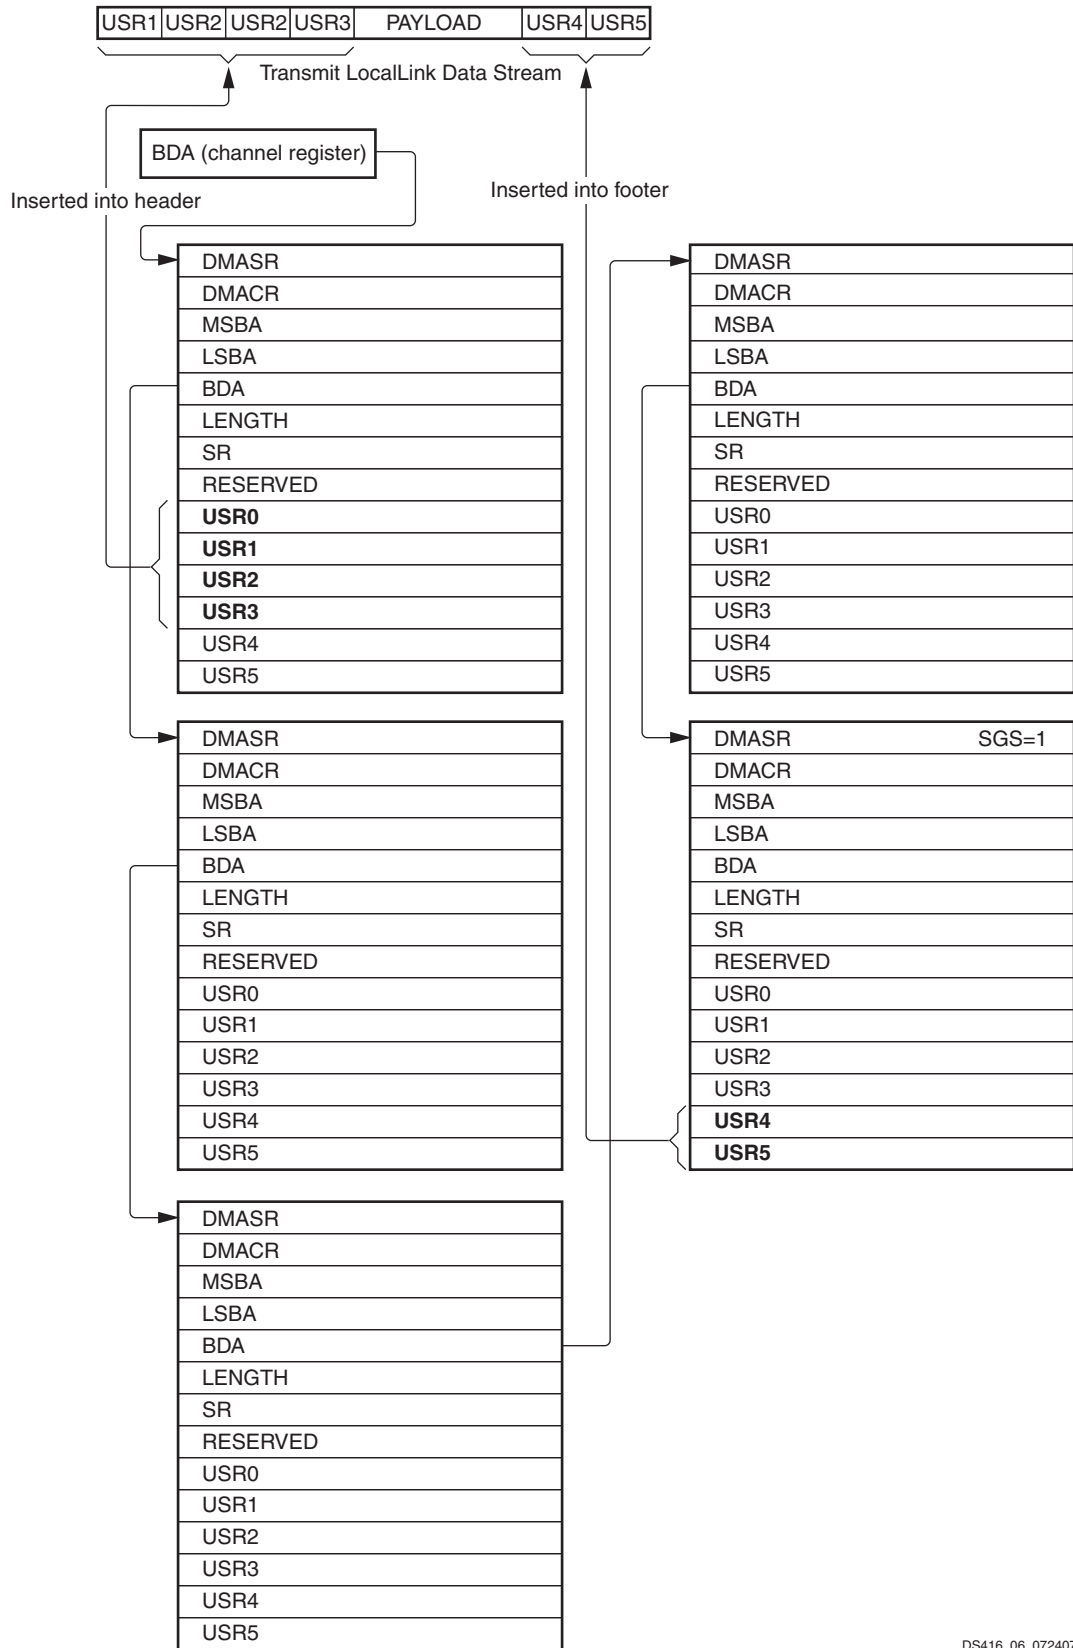 USR1 USR2 USR2 USR3 PAYLOAD USR4 USR5
Transmit LocalLink Data Stream
BDA (channel register)
Inserted into header
Inserted into footer
DMASR
DMACR
MSBA
LSBA
BDA
LENGTH
SR
RESERVED
USR0
USR1
USR2
USR3
USR4
USR5
DMASR
DMACR
MSBA
LSBA
BDA
LENGTH
SR
RESERVED
USR0
USR1
USR2
USR3
USR4
USR5
DMASR
DMACR
MSBA
LSBA
BDA
LENGTH
SR
RESERVED
USR0
USR1
USR2
USR3
USR4
USR5
DMASR
DMACR
MSBA
LSBA
BDA
LENGTH
SR
RESERVED
USR0
USR1
USR2
USR3
USR4
USR5
DMASR SGS=1
DMACR
MSBA
LSBA
BDA
LENGTH
SR
RESERVED
USR0
USR1
USR2
USR3
USR4
USR5
DS416_06_072407